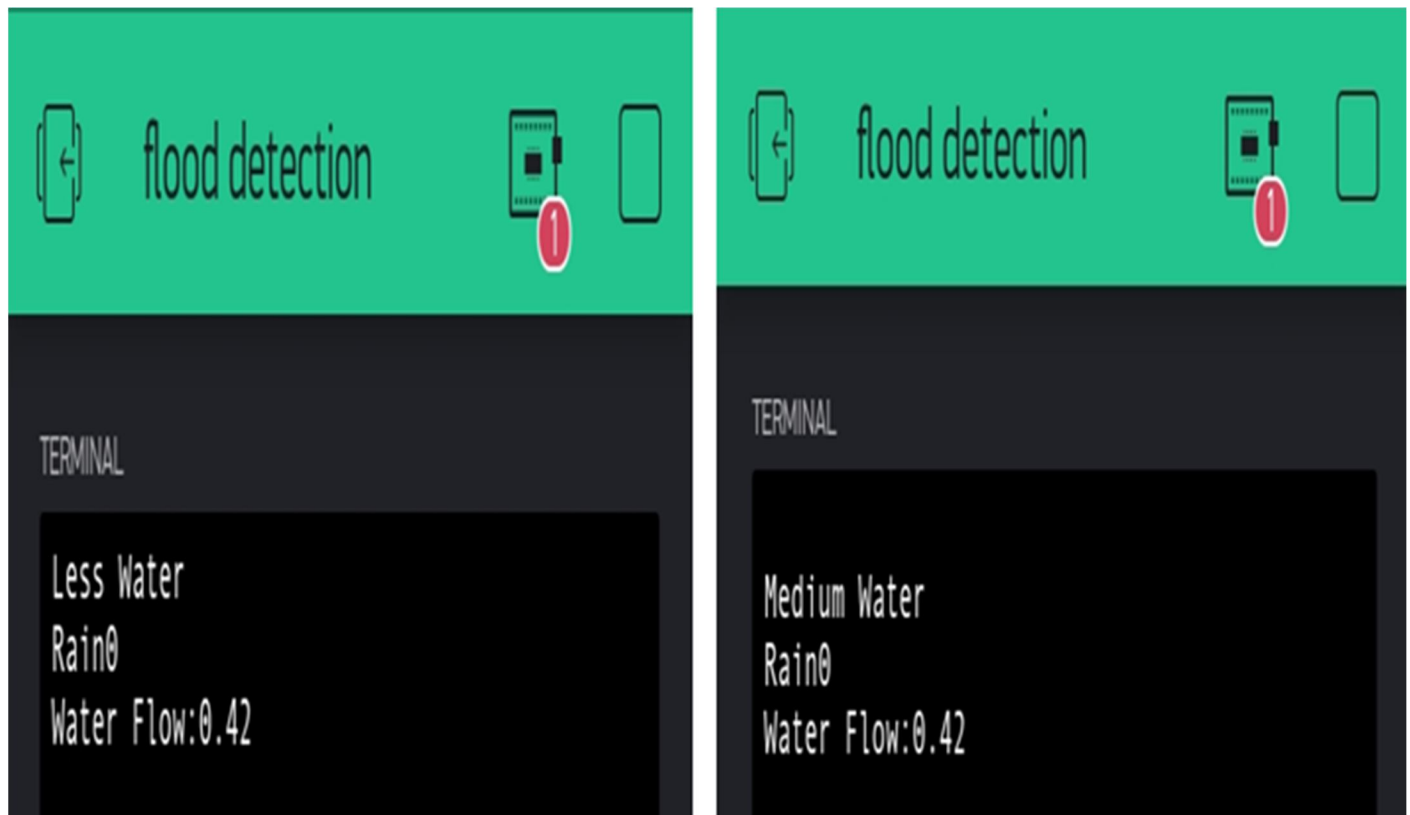 flood detection
1
TERMINAL
Less Water
Rain0
Water Flow:0.42
flood detection
1
TERMINAL
Medium Water
Rain0
Water Flow:0.42